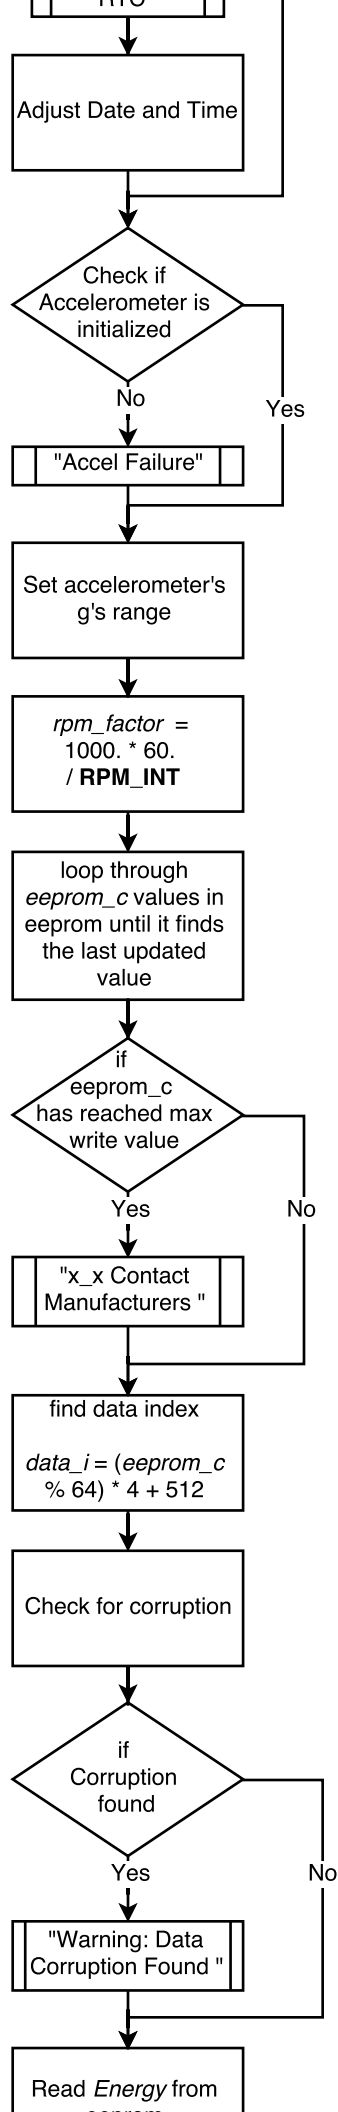 RTC
Adjust Date and Time
Check if
Accelerometer is
initialized
No
Yes
"Accel Failure"
Set accelerometer's
g's range
rpm_factor =
1000. * 60.
/ RPM_INT
loop through
eeprom_c values in
eeprom until it finds
the last updated
value
if
eeprom_c
has reached max
write value
Yes
No
"x_x Contact
Manufacturers "
find data index
data_i = (eeprom_c
% 64) * 4 + 512
Check for corruption
if
Corruption
found
Yes
No
"Warning: Data
Corruption Found "
Read Energy from
eeprom